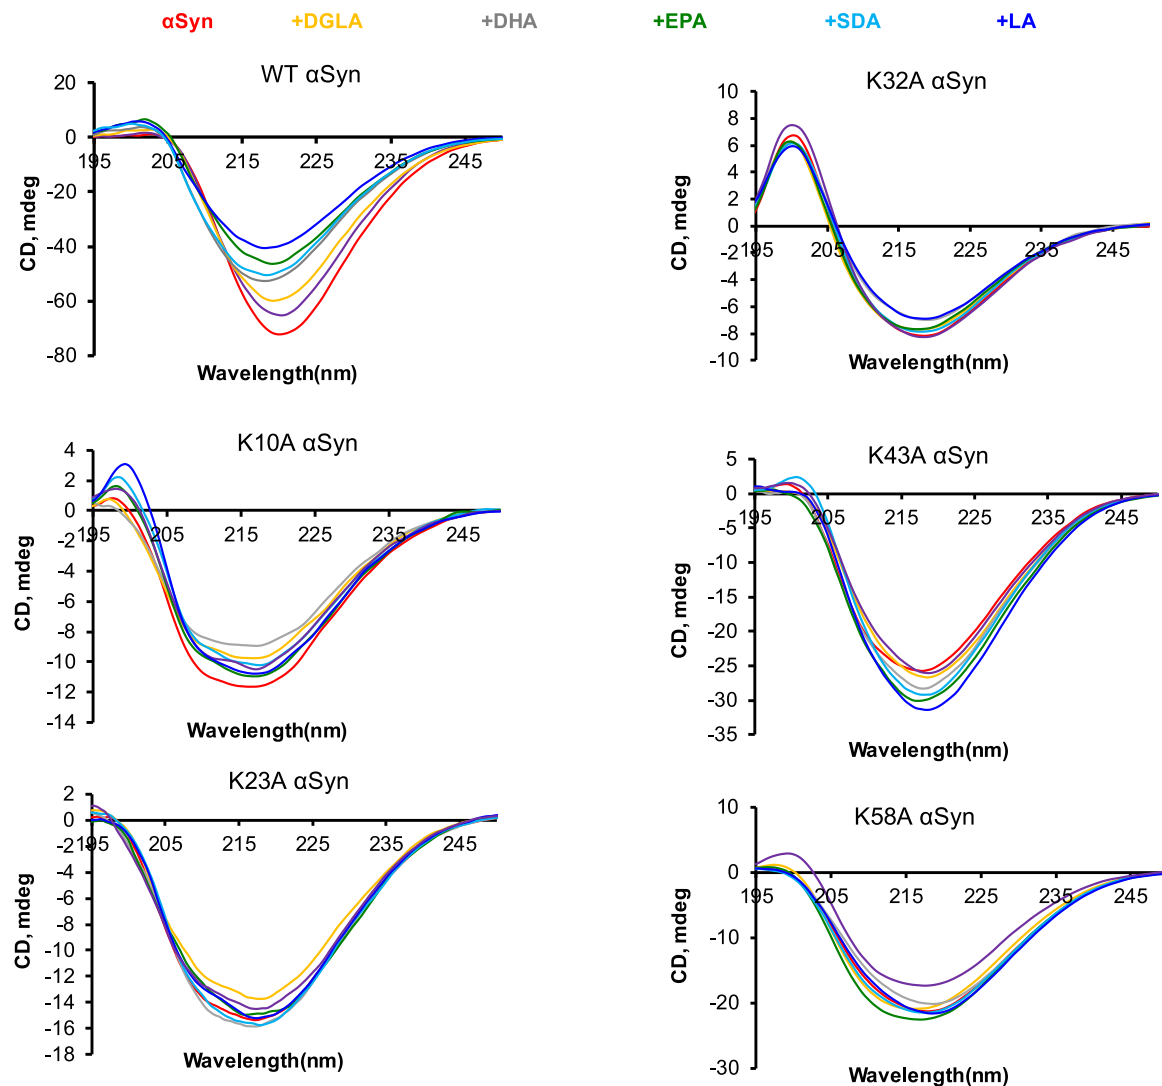 αSyn +DGLA +DHA +EPA +SDA +LA
WT αSyn
20
0
-20
-40
-60
-80
195 205 215 225 235 245
CD, mdeg
Wavelength(nm)
K32A αSyn
10
8
6
4
2
0
-2
-4
-6
-8
-10
195 205 215 225 235 245
CD, mdeg
Wavelength(nm)
K10A αSyn
4
2
0
-2
-4
-6
-8
-10
-12
-14
195 205 215 225 235 245
CD, mdeg
Wavelength(nm)
K43A αSyn
5
0
-5
-10
-15
-20
-25
-30
-35
195 205 215 225 235 245
CD, mdeg
Wavelength(nm)
K23A αSyn
2
0
-2
-4
-6
-8
-10
-12
-14
-16
-18
195 205 215 225 235 245
CD, mdeg
Wavelength(nm)
K58A αSyn
10
0
-10
-20
-30
195 205 215 225 235 245
CD, mdeg
Wavelength(nm)